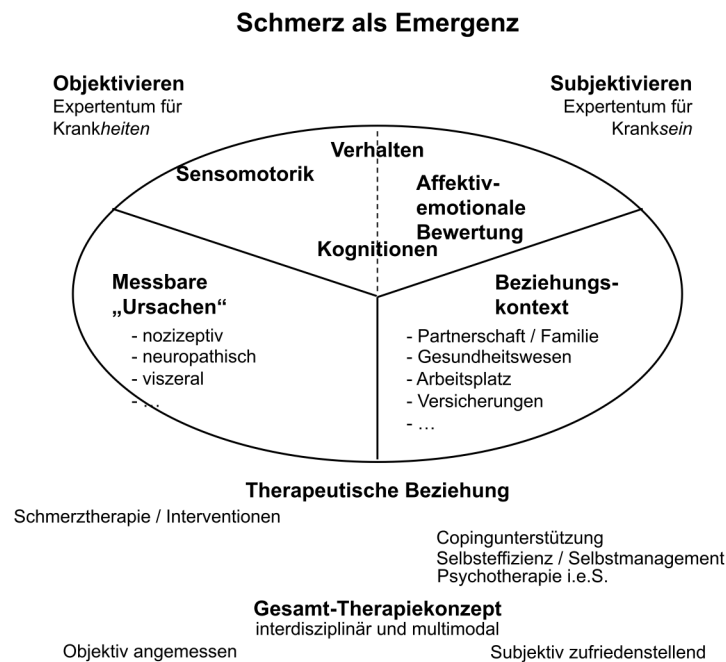 Schmerz als Emergenz
Objektivieren
Expertentum für
Krankheiten
Subjektivieren
Expertentum für
Kranksein
Verhalten
Sensomotorik
Affektiv-
emotionale
Bewertung
Kognitionen
Messbare
„Ursachen“
- nozizeptiv
- neuropathisch
- viszeral
- …
Beziehungs-
kontext
- Partnerschaft / Familie
- Gesundheitswesen
- Arbeitsplatz
- Versicherungen
- …
Therapeutische Beziehung
Schmerztherapie / Interventionen
Copingunterstützung
Selbsteffizienz / Selbstmanagement
Psychotherapie i.e.S.
Gesamt-Therapiekonzept
interdisziplinär und multimodal
Objektiv angemessen
Subjektiv zufriedenstellend